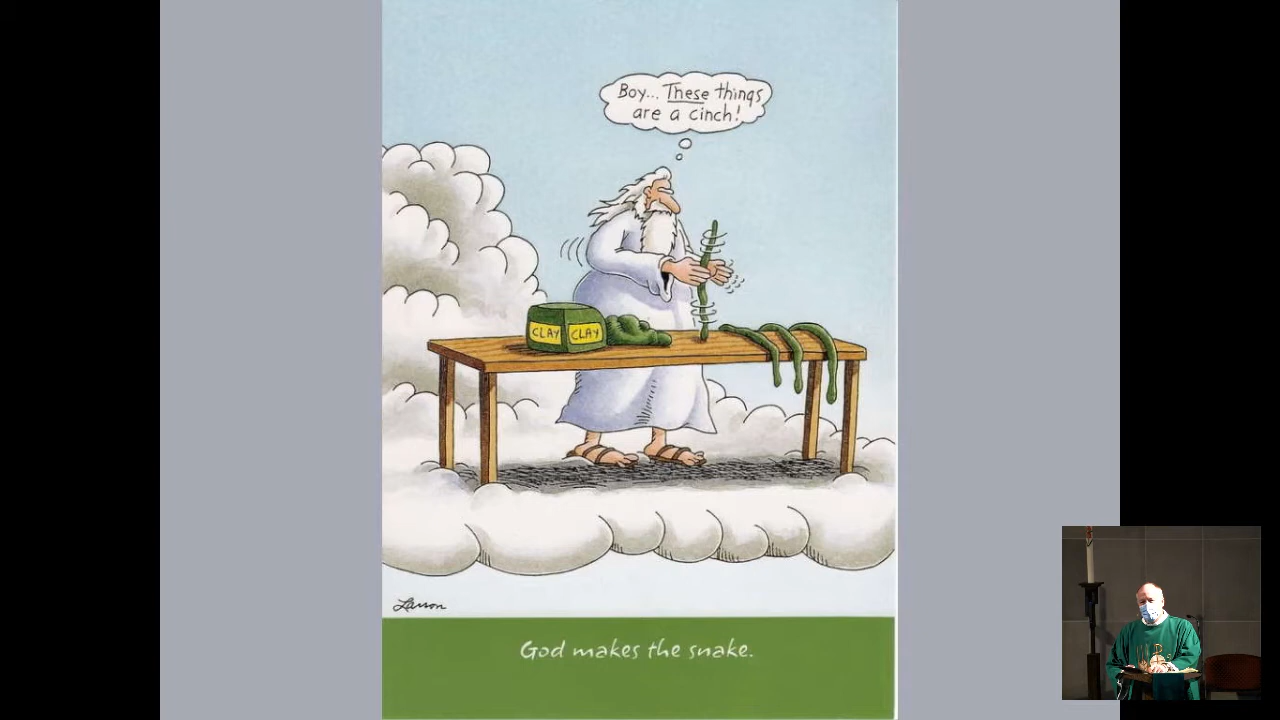 Boy... These things
are a cinch!
CLAY CLAY
Larson
God makes the snake.